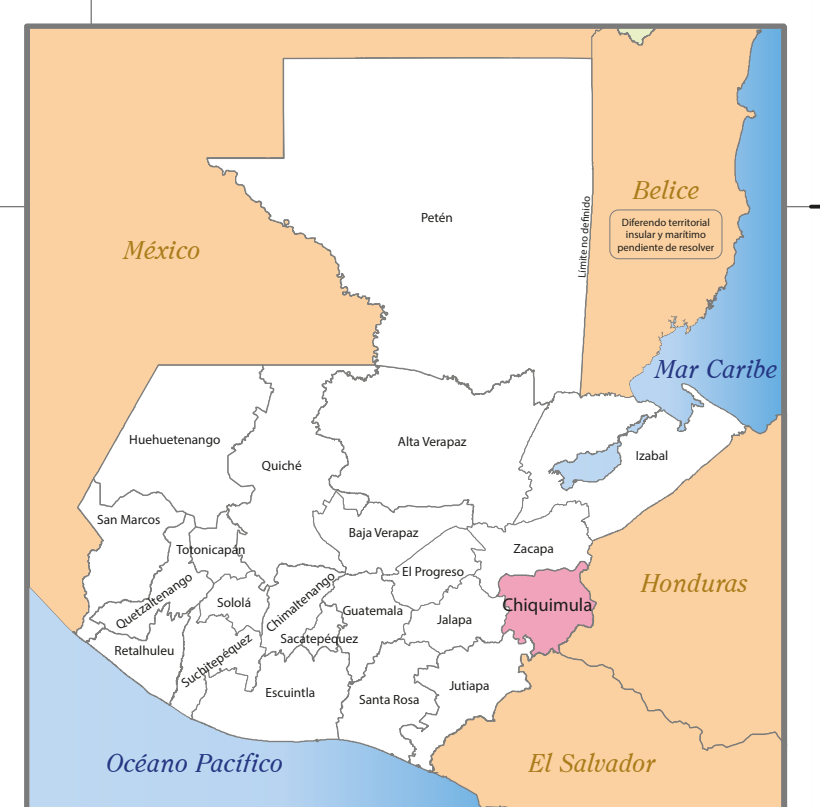 Belice
Diferendo territorial
insular y marítimo
pendiente de resolver
Petén
Límite no definido
México
Mar Caribe
Huehuetenango
Alta Verapaz
Izabal
Quiché
San Marcos
Baja Verapaz
Totonicapán
Zacapa
El Progreso
Honduras
Quetzaltenango
Sololá
Chimaltenango
Guatemala
Chiquimula
Jalapa
Sacatepéquez
Retalhuleu
Suchitepéquez
Jutiapa
Escuintla
Santa Rosa
Océano Pacífico
El Salvador